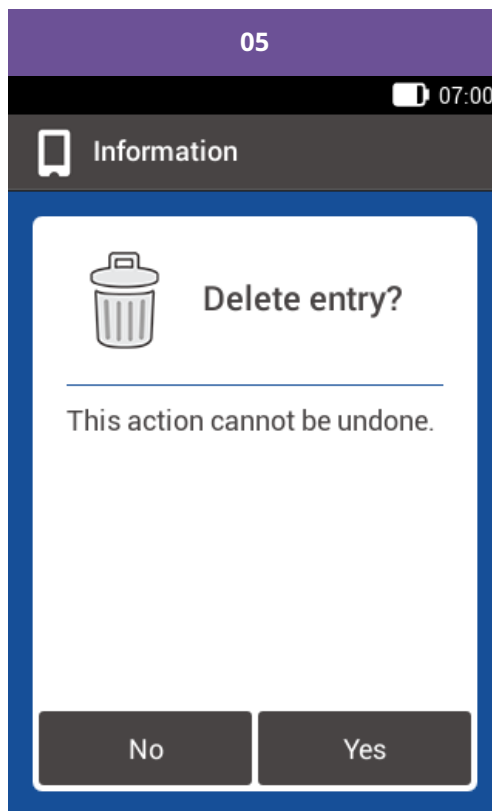 05
07:00
Information
Delete entry?
This action cannot be undone.
No Yes